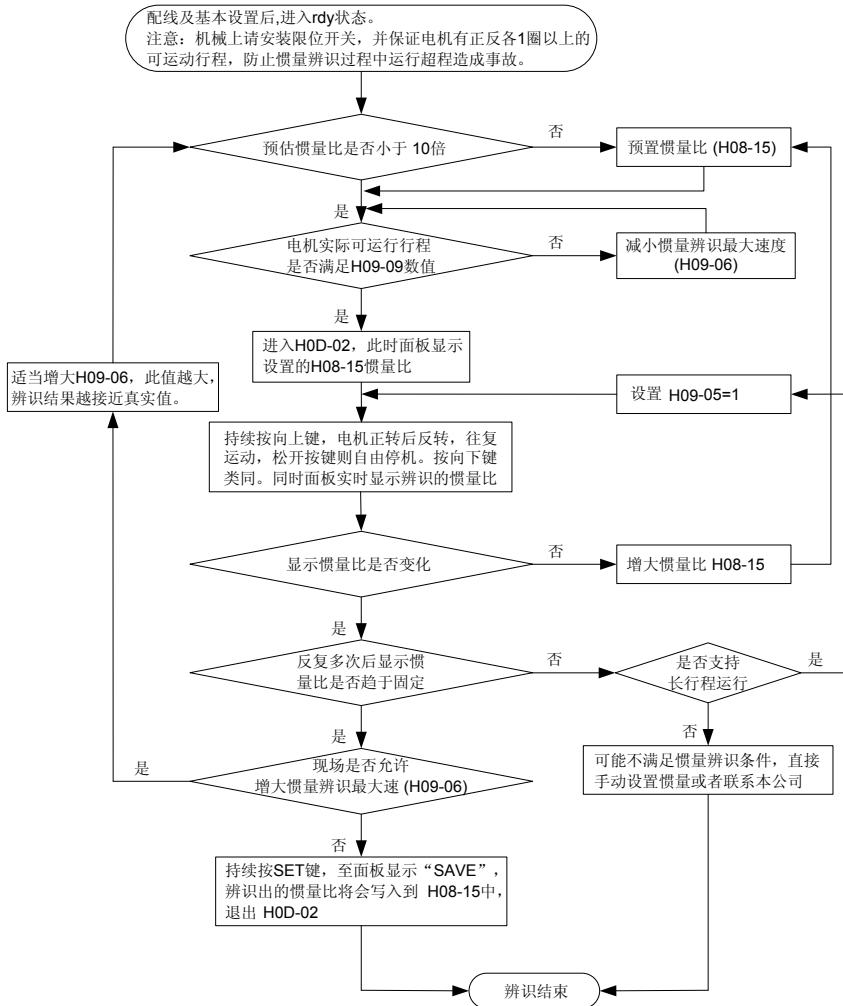 配线及基本设置后,进入rdy状态。
注意：机械上请安装限位开关，并保证电机有正反各1圈以上的
可运动行程，防止惯量辨识过程中运行超程造成事故。
预估惯量比是否小于 10倍
否
预置惯量比 (H08-15)
是
电机实际可运行行程
是否满足H09-09数值
否
减小惯量辨识最大速度
(H09-06)
是
进入H0D-02，此时面板显示
设置的H08-15惯量比
适当增大H09-06，此值越大，
辨识结果越接近真实值。
设置 H09-05=1
持续按向上键，电机正转后反转，往复
运动，松开按键则自由停机。按向下键
类同。同时面板实时显示辨识的惯量比
显示惯量比是否变化
否
增大惯量比 H08-15
是
反复多次后显示惯
量比是否趋于固定
否
是否支持
长行程运行
是
是
否
现场是否允许
增大惯量辨识最大速 (H09-06)
是
可能不满足惯量辨识条件，直接
手动设置惯量或者联系本公司
否
持续按SET键，至面板显示“SAVE”，
辨识出的惯量比将会写入到 H08-15中，
退出 H0D-02
辨识结束